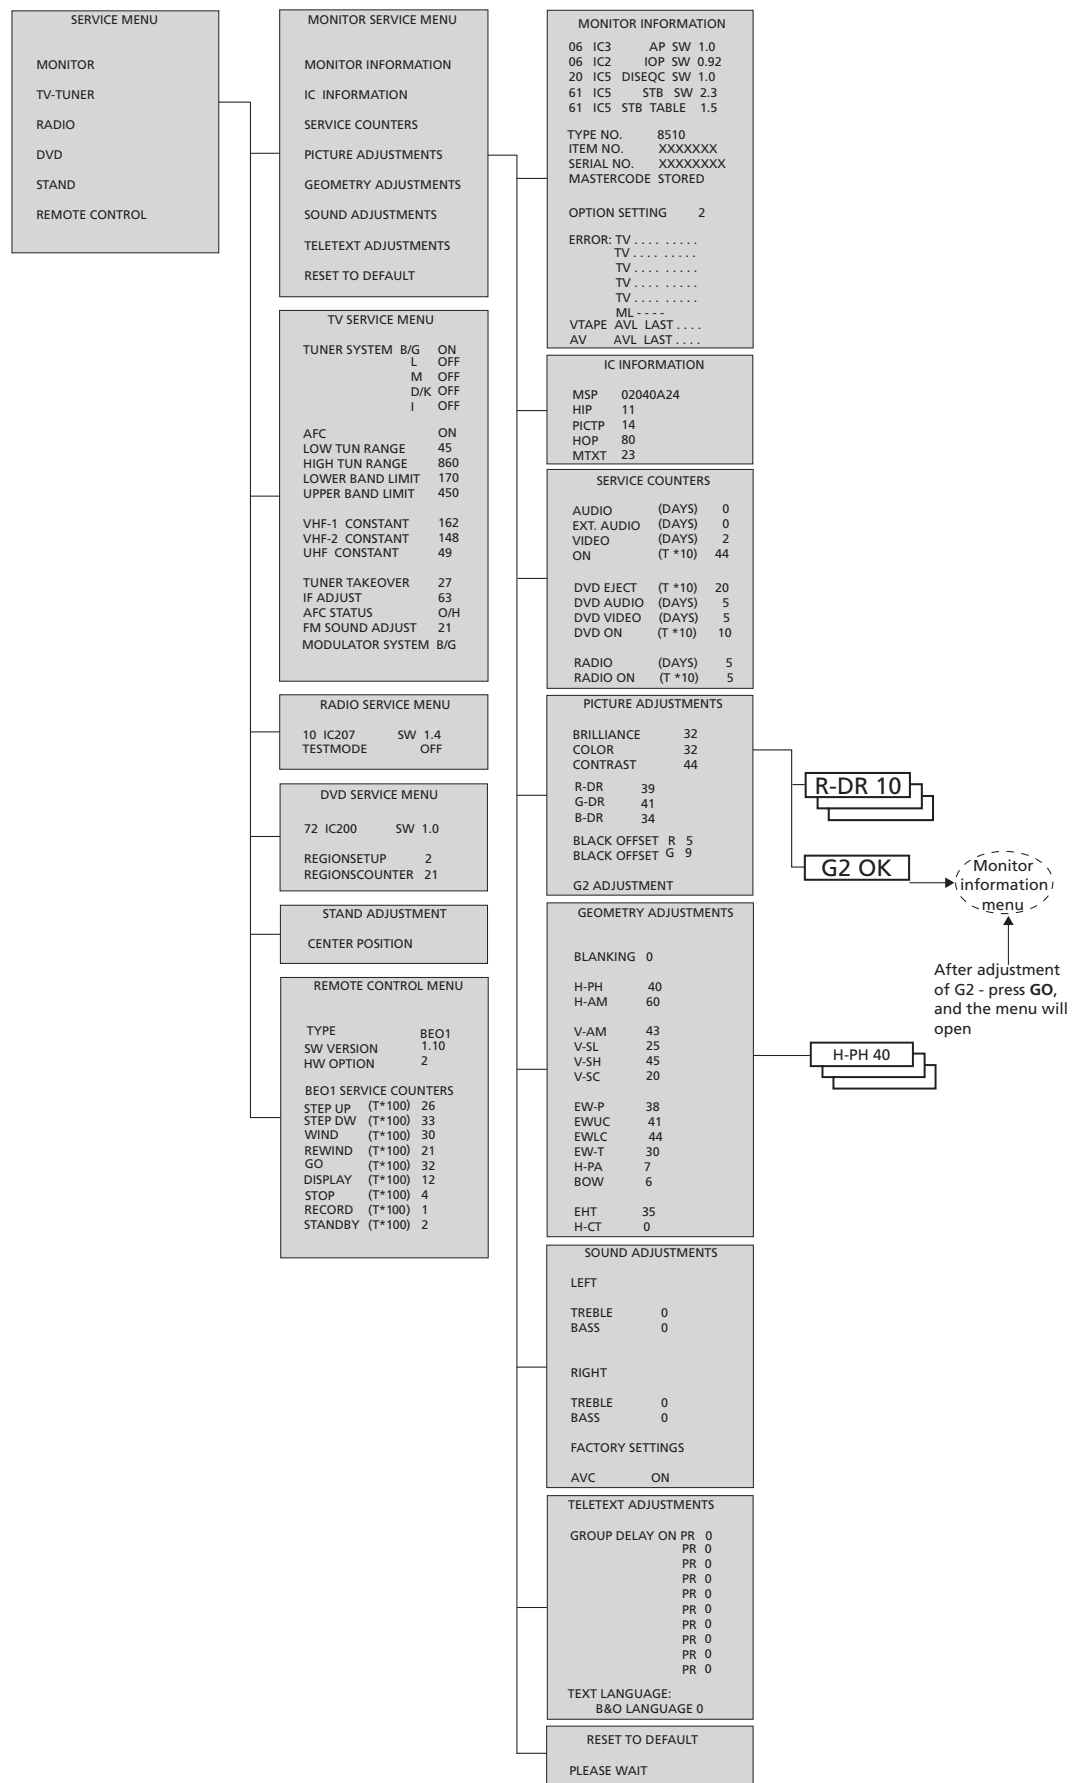 SERVICE MENU
MONITOR
TV-TUNER
RADIO
DVD
STAND
REMOTE CONTROL
MONITOR SERVICE MENU
MONITOR INFORMATION
IC INFORMATION
SERVICE COUNTERS
PICTURE ADJUSTMENTS
GEOMETRY ADJUSTMENTS
SOUND ADJUSTMENTS
TELETEXT ADJUSTMENTS
RESET TO DEFAULT
TV SERVICE MENU
TUNER SYSTEM B/G ON
L OFF
M OFF
D/K OFF
I OFF
AFC ON
LOW TUN RANGE 45
HIGH TUN RANGE 860
LOWER BAND LIMIT 170
UPPER BAND LIMIT 450
VHF-1 CONSTANT 162
VHF-2 CONSTANT 148
UHF CONSTANT 49
TUNER TAKEOVER 27
IF ADJUST 63
AFC STATUS O/H
FM SOUND ADJUST 21
MODULATOR SYSTEM B/G
RADIO SERVICE MENU
10 IC207 SW 1.4
TESTMODE OFF
DVD SERVICE MENU
72 IC200 SW 1.0
REGIONSETUP 2
REGIONSCOUNTER 21
STAND ADJUSTMENT
CENTER POSITION
REMOTE CONTROL MENU
TYPE BEO1
SW VERSION 1.10
HW OPTION 2
BEO1 SERVICE COUNTERS
STEP UP (T*100) 26
STEP DW (T*100) 33
WIND (T*100) 30
REWIND (T*100) 21
GO (T*100) 32
DISPLAY (T*100) 12
STOP (T*100) 4
RECORD (T*100) 1
STANDBY (T*100) 2
MONITOR INFORMATION
06 IC3 AP SW 1.0
06 IC2 IOP SW 0.92
20 IC5 DISEQC SW 1.0
61 IC5 STB SW 2.3
61 IC5 STB TABLE 1.5
TYPE NO. 8510
ITEM NO. XXXXXXX
SERIAL NO. XXXXXXXX
MASTERCODE STORED
OPTION SETTING 2
ERROR: TV . . . . . . . . .
TV . . . . . . . . .
TV . . . . . . . . .
TV . . . . . . . . .
TV . . . . . . . . .
ML - - - -
VTAPE AVL LAST . . . .
AV AVL LAST . . . .
IC INFORMATION
MSP 02040A24
HIP 11
PICTP 14
HOP 80
MTXT 23
SERVICE COUNTERS
AUDIO (DAYS) 0
EXT. AUDIO (DAYS) 0
VIDEO (DAYS) 2
ON (T *10) 44
DVD EJECT (T *10) 20
DVD AUDIO (DAYS) 5
DVD VIDEO (DAYS) 5
DVD ON (T *10) 10
RADIO (DAYS) 5
RADIO ON (T *10) 5
PICTURE ADJUSTMENTS
BRILLIANCE 32
COLOR 32
CONTRAST 44
R-DR 39
G-DR 41
B-DR 34
BLACK OFFSET R 5
BLACK OFFSET G 9
G2 ADJUSTMENT
GEOMETRY ADJUSTMENTS
BLANKING 0
H-PH 40
H-AM 60
V-AM 43
V-SL 25
V-SH 45
V-SC 20
EW-P 38
EWUC 41
EWLC 44
EW-T 30
H-PA 7
BOW 6
EHT 35
H-CT 0
SOUND ADJUSTMENTS
LEFT
TREBLE 0
BASS 0
RIGHT
TREBLE 0
BASS 0
FACTORY SETTINGS
AVC ON
TELETEXT ADJUSTMENTS
GROUP DELAY ON PR 0
PR 0
PR 0
PR 0
PR 0
PR 0
PR 0
PR 0
PR 0
PR 0
TEXT LANGUAGE:
B&O LANGUAGE 0
RESET TO DEFAULT
PLEASE WAIT
R-DR 10
G2 OK
Monitor
information
menu
After adjustment
of G2 - press GO,
and the menu will
open
H-PH 40